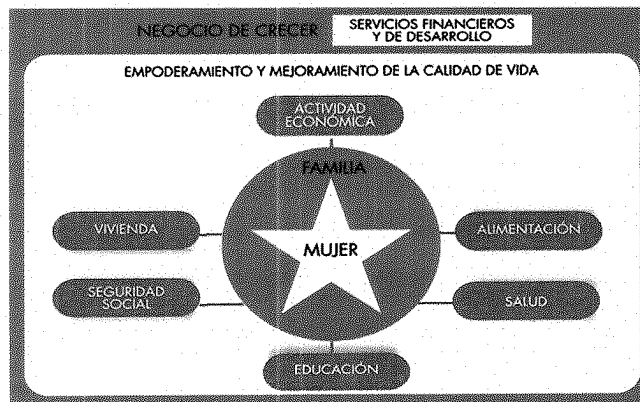 NEGOCIO DE CRECER
SERVICIOS FINANCIEROS
Y DE DESARROLLO
EMPODERAMIENTO Y MEJORAMIENTO DE LA CALIDAD DE VIDA
ACTIVIDAD
ECONÓMICA
FAMILIA
VIVIENDA
MUJER
ALIMENTACIÓN
SEGURIDAD
SOCIAL
SALUD
EDUCACIÓN